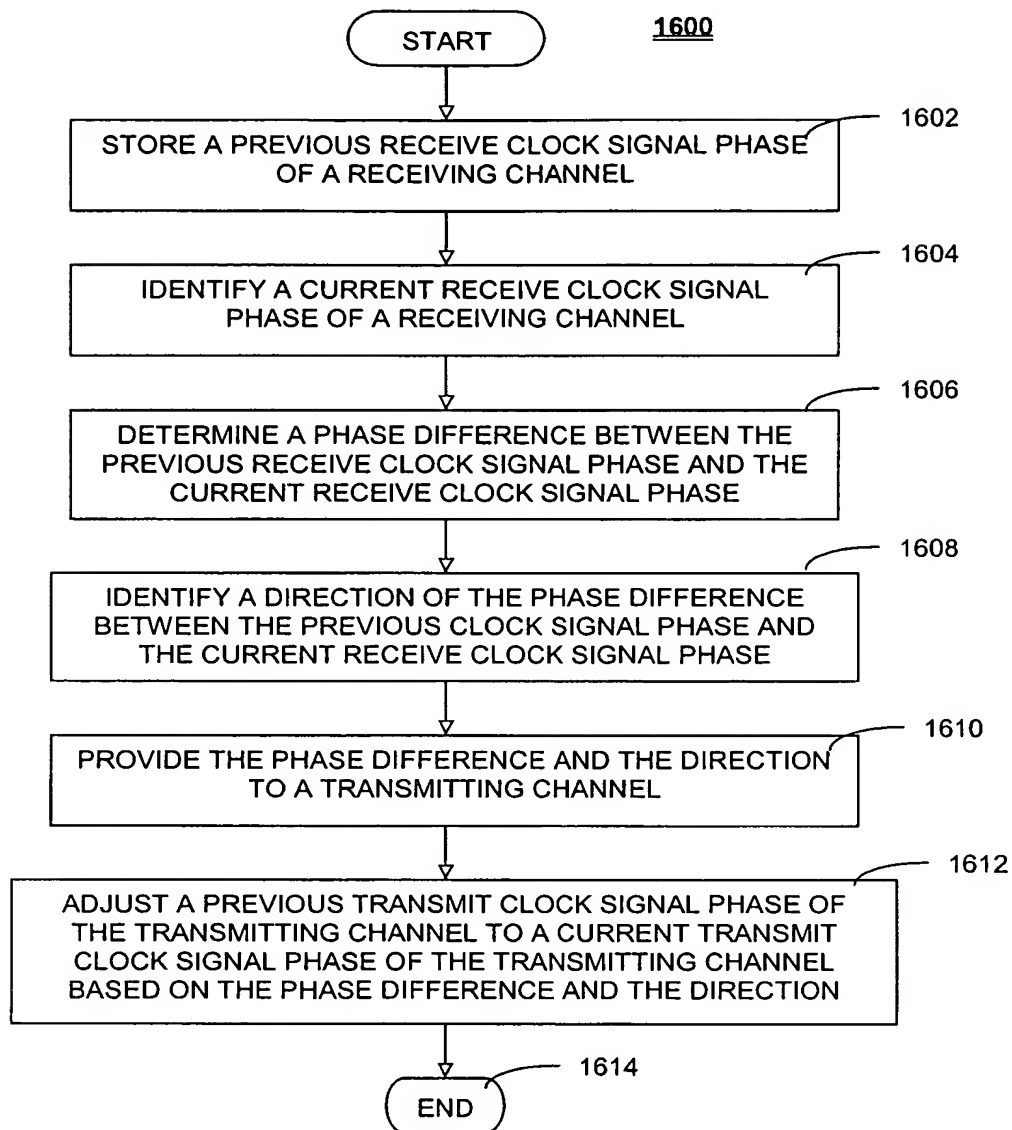 START
1600
STORE A PREVIOUS RECEIVE CLOCK SIGNAL PHASE
OF A RECEIVING CHANNEL
1602
IDENTIFY A CURRENT RECEIVE CLOCK SIGNAL
PHASE OF A RECEIVING CHANNEL
1604
DETERMINE A PHASE DIFFERENCE BETWEEN THE
PREVIOUS RECEIVE CLOCK SIGNAL PHASE AND THE
CURRENT RECEIVE CLOCK SIGNAL PHASE
1606
IDENTIFY A DIRECTION OF THE PHASE DIFFERENCE
BETWEEN THE PREVIOUS CLOCK SIGNAL PHASE AND
THE CURRENT RECEIVE CLOCK SIGNAL PHASE
1608
PROVIDE THE PHASE DIFFERENCE AND THE DIRECTION
TO A TRANSMITTING CHANNEL
1610
ADJUST A PREVIOUS TRANSMIT CLOCK SIGNAL PHASE OF
THE TRANSMITTING CHANNEL TO A CURRENT TRANSMIT
CLOCK SIGNAL PHASE OF THE TRANSMITTING CHANNEL
BASED ON THE PHASE DIFFERENCE AND THE DIRECTION
1612
END
1614